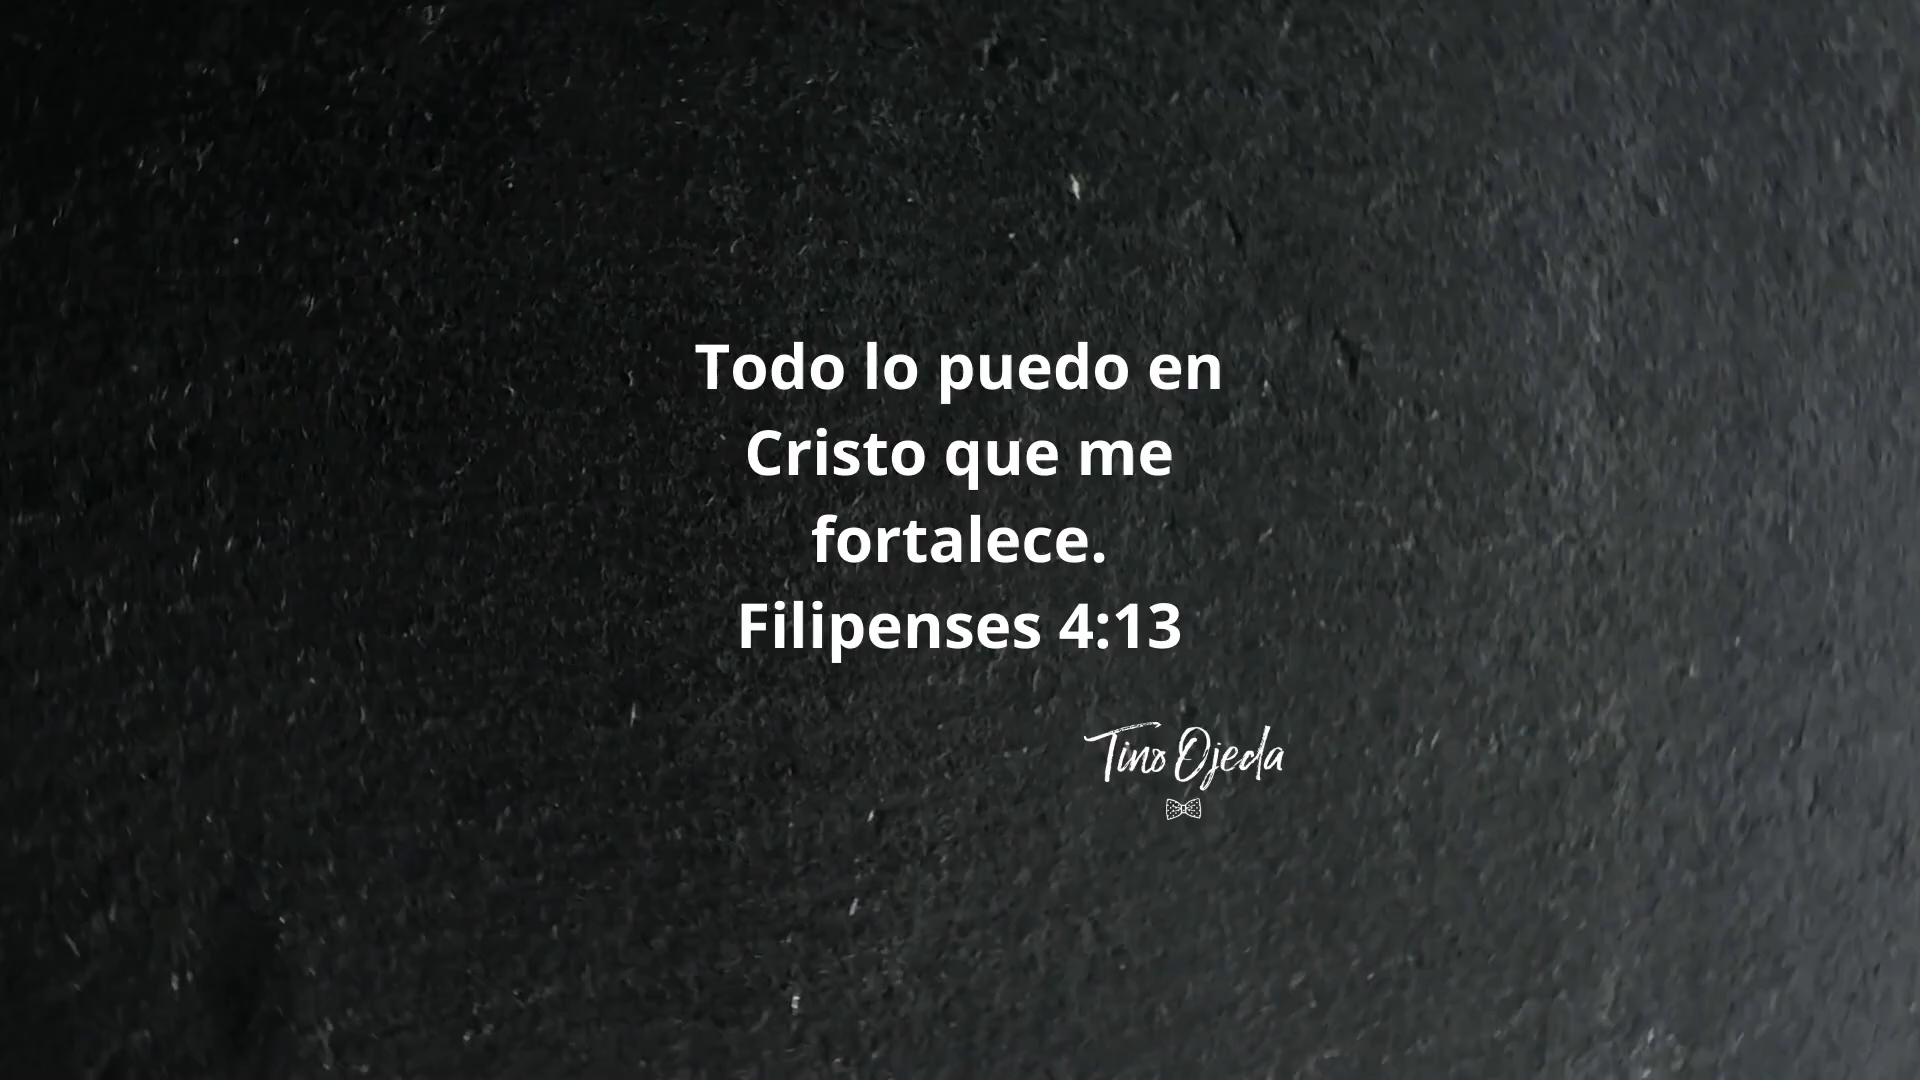 Todo lo puedo en
Cristo que me
fortalece.
Filipenses 4:13
Tino Ojeda